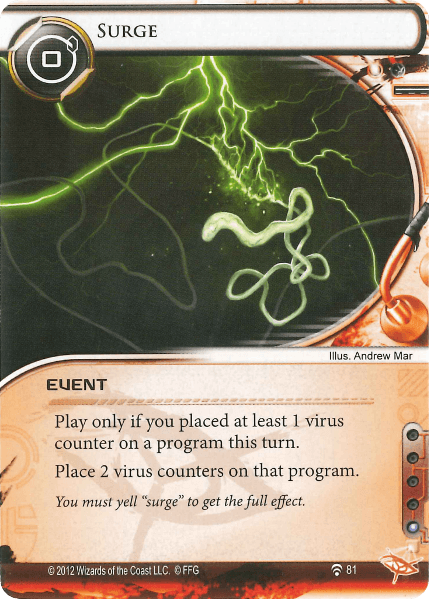 SURGE
Illus. Andrew Mar
EVENT
Play only if you placed at least 1 virus
counter on a program this turn.
Place 2 virus counters on that program.
You must yell “surge” to get the full effect.
© 2012 Wizards of the Coast LLC. © FFG
81